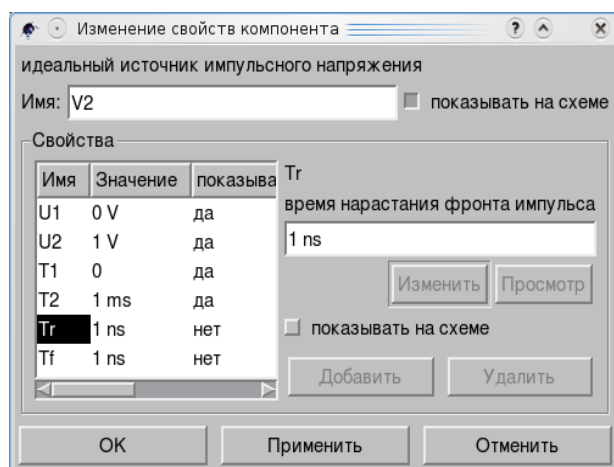 Изменение свойств компонента
идеальный источник импульсного напряжения
Имя: V2 показывать на схеме
Свойства
Имя Значение показыва
U1 0 V да
U2 1 V да
T1 0 да
T2 1 ms да
Tr 1 ns нет
Tf 1 ns нет
Tr
время нарастания фронта импульса
1 ns
Изменить Просмотр
показывать на схеме
Добавить Удалить
OK Применить Отменить